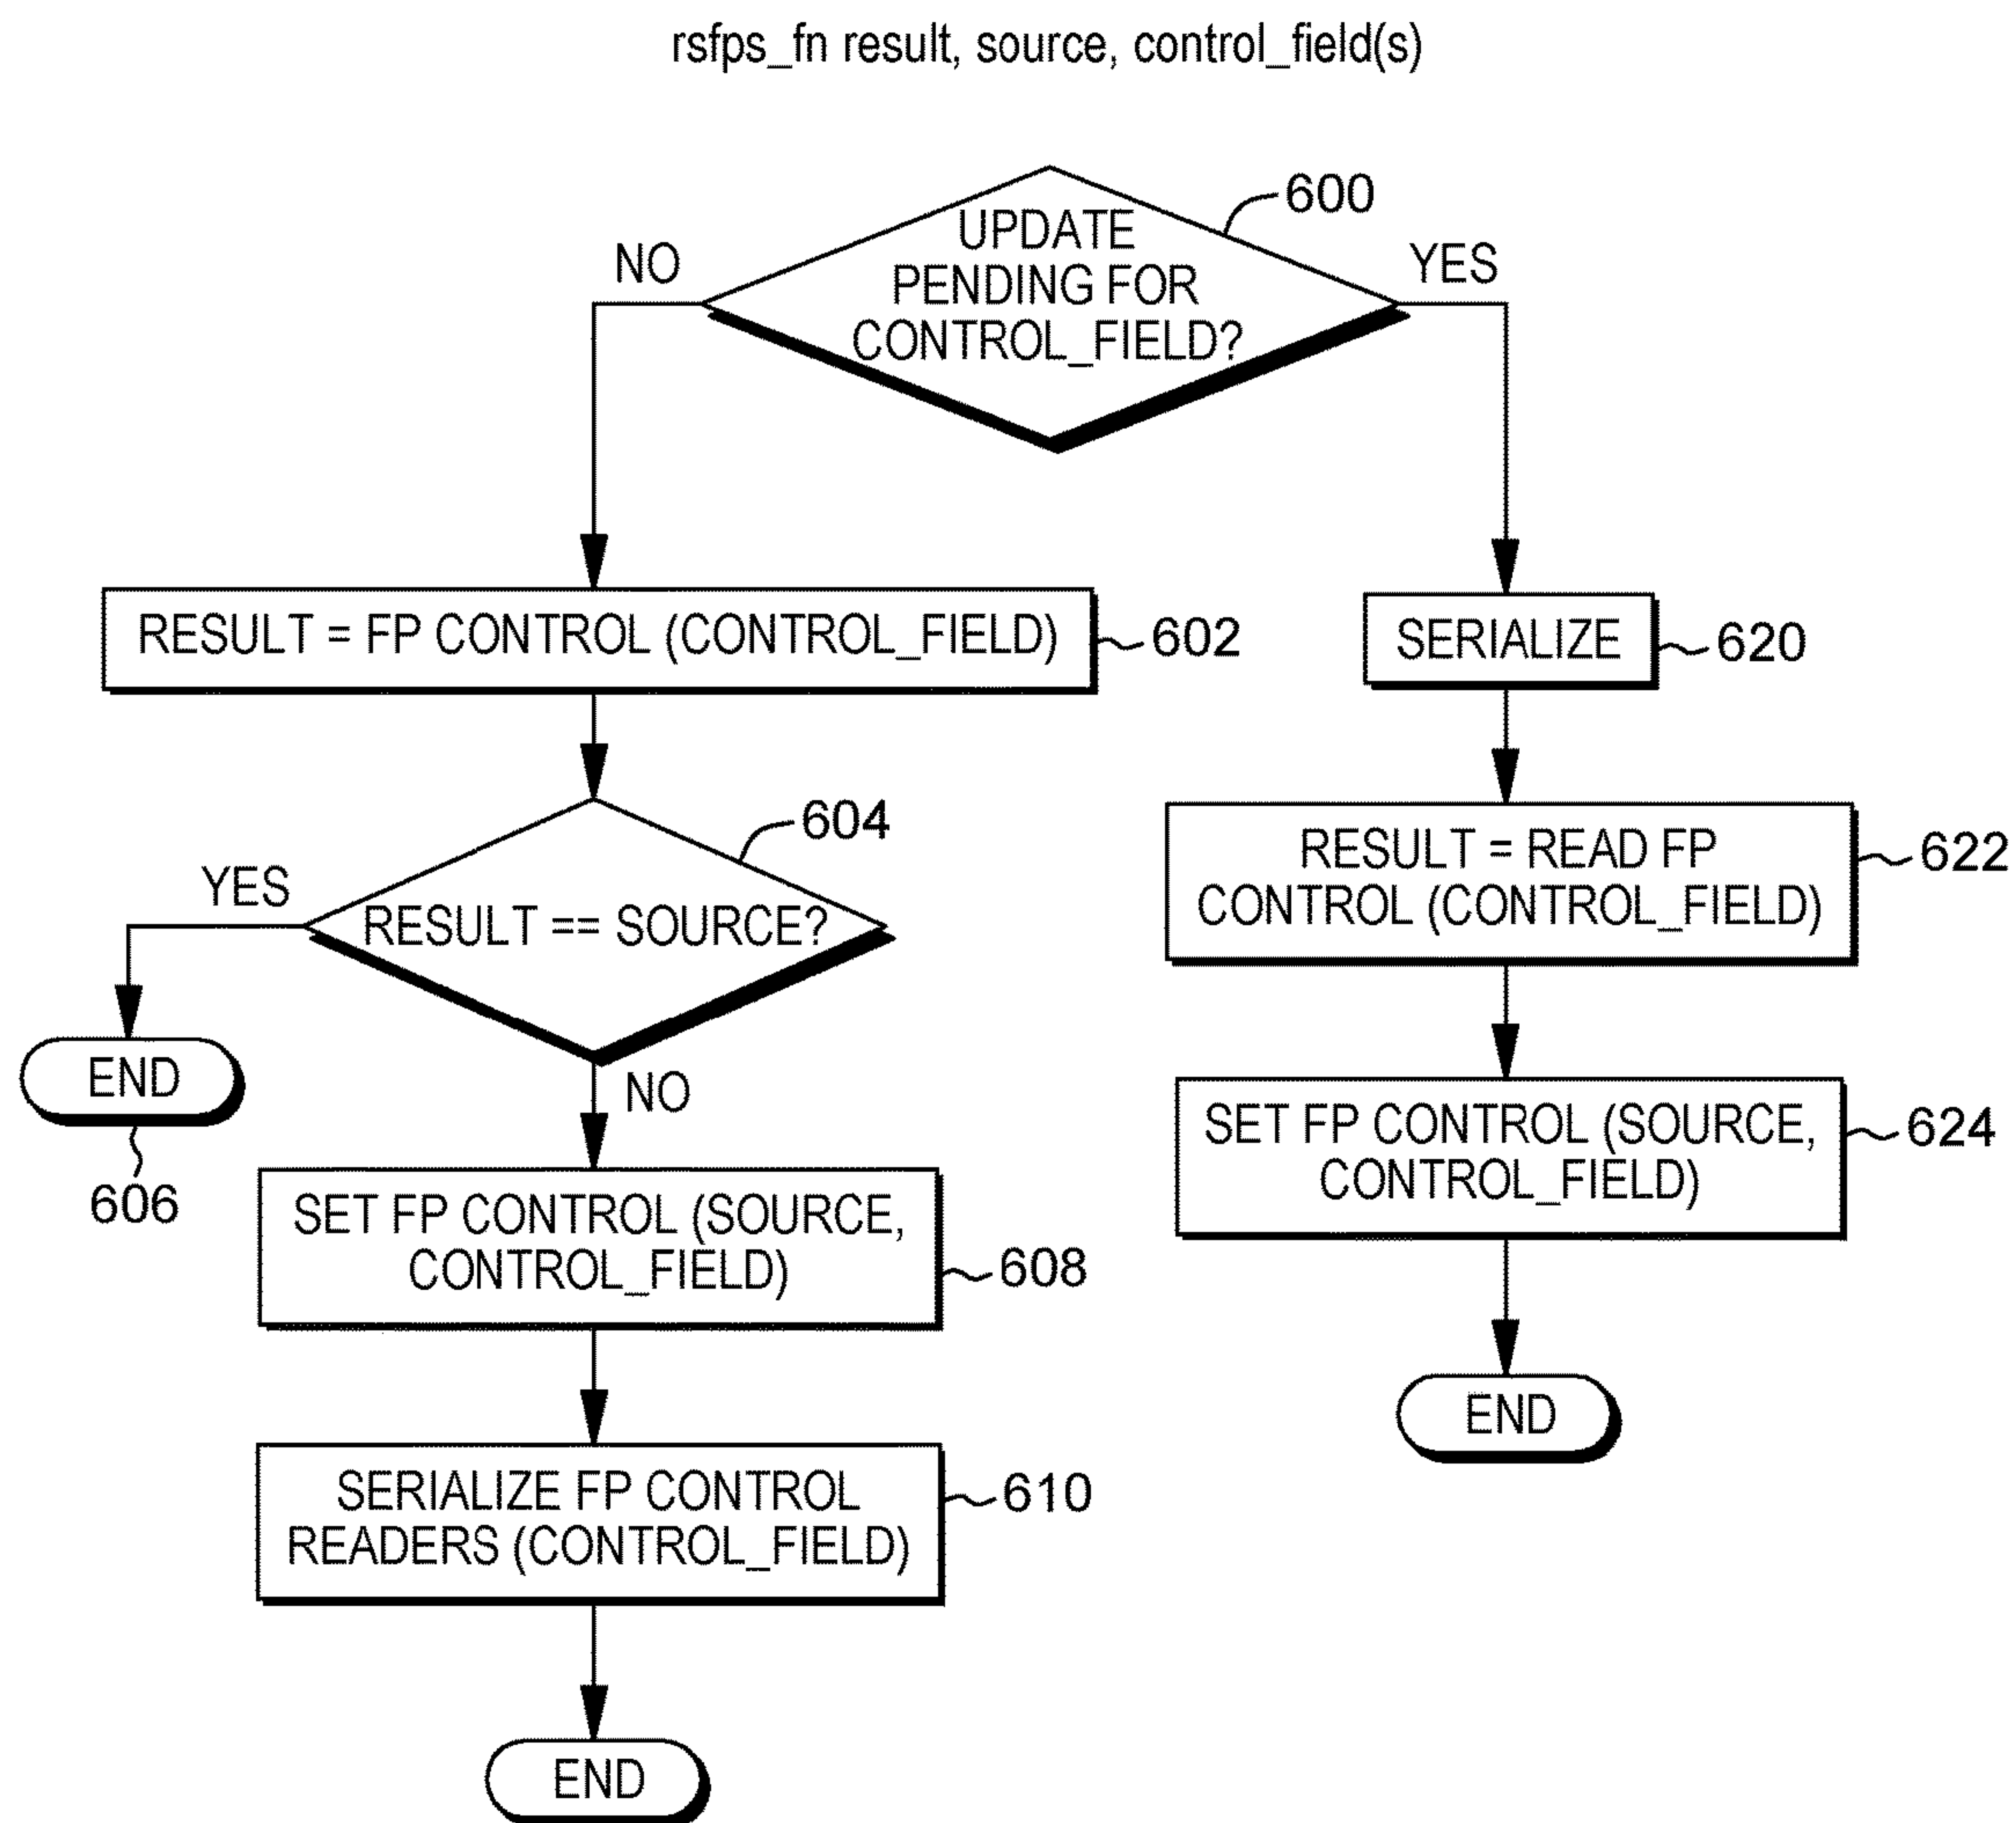 rsfps_fn result, source, control_field(s)
600
UPDATE
PENDING FOR
CONTROL_FIELD?
NO
YES
RESULT = FP CONTROL (CONTROL_FIELD)
602
604
RESULT == SOURCE?
YES
END
606
NO
SET FP CONTROL (SOURCE,
CONTROL_FIELD)
608
SERIALIZE FP CONTROL
READERS (CONTROL_FIELD)
610
END
SERIALIZE
620
RESULT = READ FP
CONTROL (CONTROL_FIELD)
622
SET FP CONTROL (SOURCE,
CONTROL_FIELD)
624
END